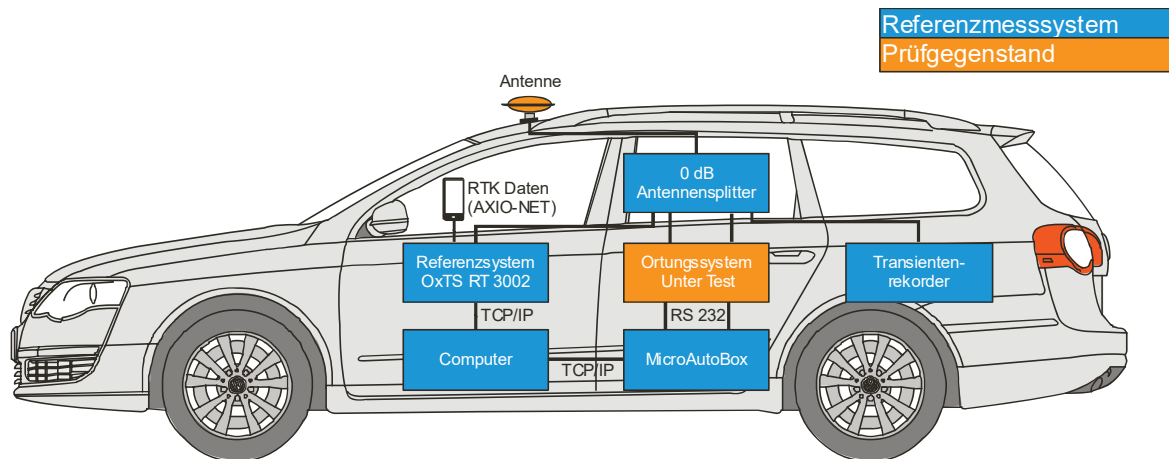 Referenzmesssystem
Prüfgegenstand
Antenne
0 dB
Antennensplitter
RTK Daten
(AXIO-NET)
Referenzsystem
OxTS RT 3002
Ortungssystem
Unter Test
Transienten-
rekorder
TCP/IP
RS 232
Computer
TCP/IP
MicroAutoBox